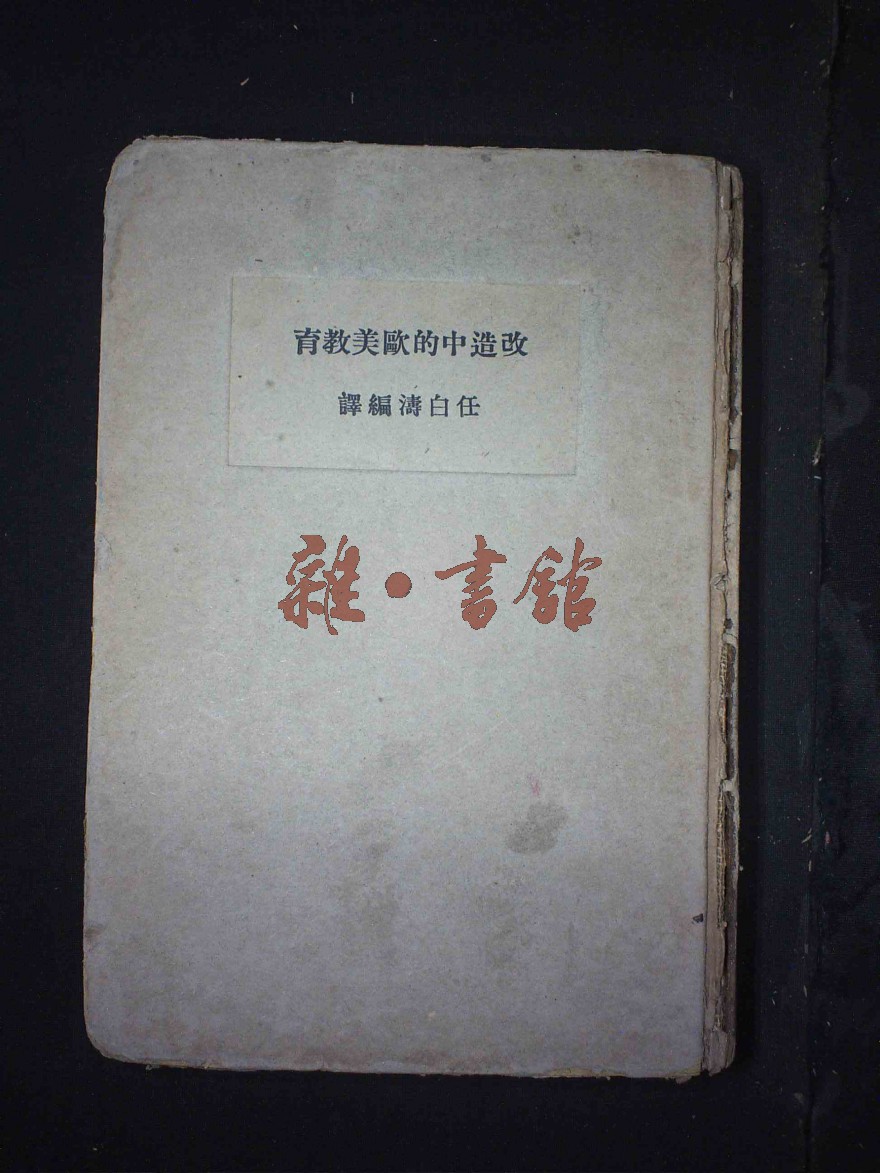 改造中的歐美教育
任白濤編譯
雜·書館